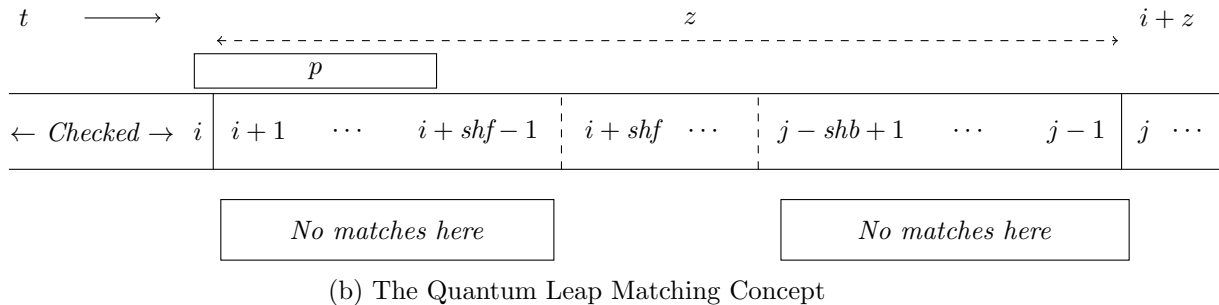 t z i + z
p
← Checked → i i + 1 ··· i + shf − 1 i + shf ··· j − shb + 1 ··· j − 1 j ···
No matches here No matches here
(b) The Quantum Leap Matching Concept